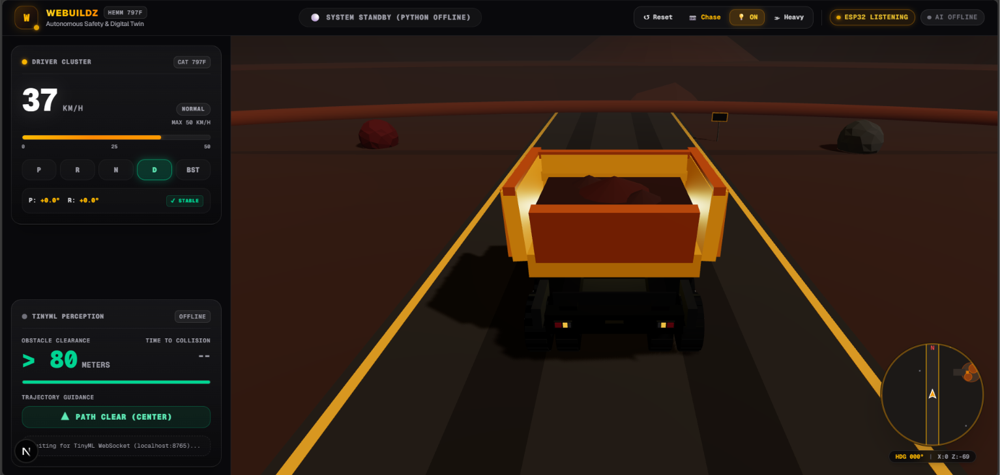 W
WEBUILDZ HEMM 797F
Autonomous Safety & Digital Twin
SYSTEM STANDBY (PYTHON OFFLINE)
↺ Reset
Chase
ON
Heavy
ESP32 LISTENING
AI OFFLINE
DRIVER CLUSTER
CAT 797F
37 KM/H
NORMAL
MAX 50 KM/H
0 25 50
P R N D BST
P: +0.0° R: +0.0°
✓ STABLE
TINYML PERCEPTION
OFFLINE
OBSTACLE CLEARANCE
TIME TO COLLISION
> 80 METERS
--
TRAJECTORY GUIDANCE
▲ PATH CLEAR (CENTER)
iting for TinyML WebSocket (localhost:8765)...
N
N
HDG 000° | X:0 Z:-69